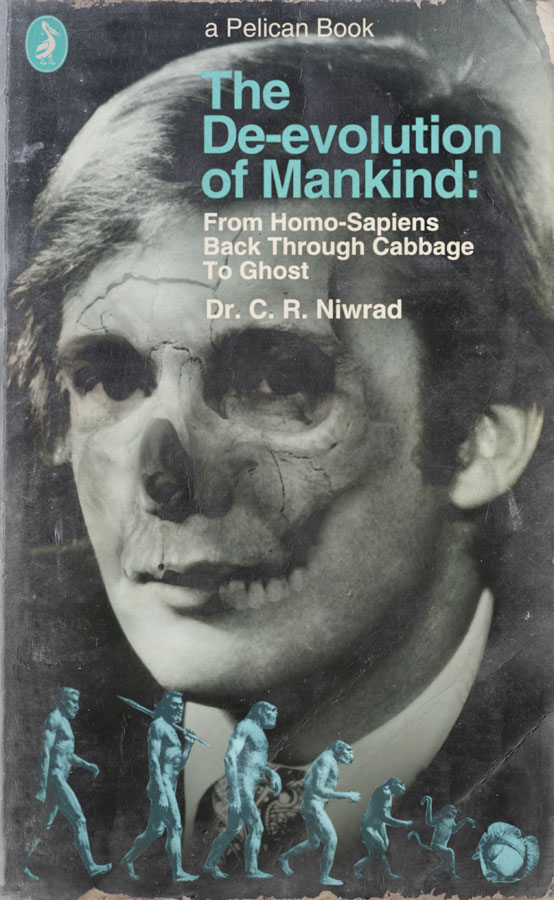 a Pelican Book
The
De-evolution
of Mankind:
From Homo-Sapiens
Back Through Cabbage
To Ghost
Dr. C. R. Niwrad